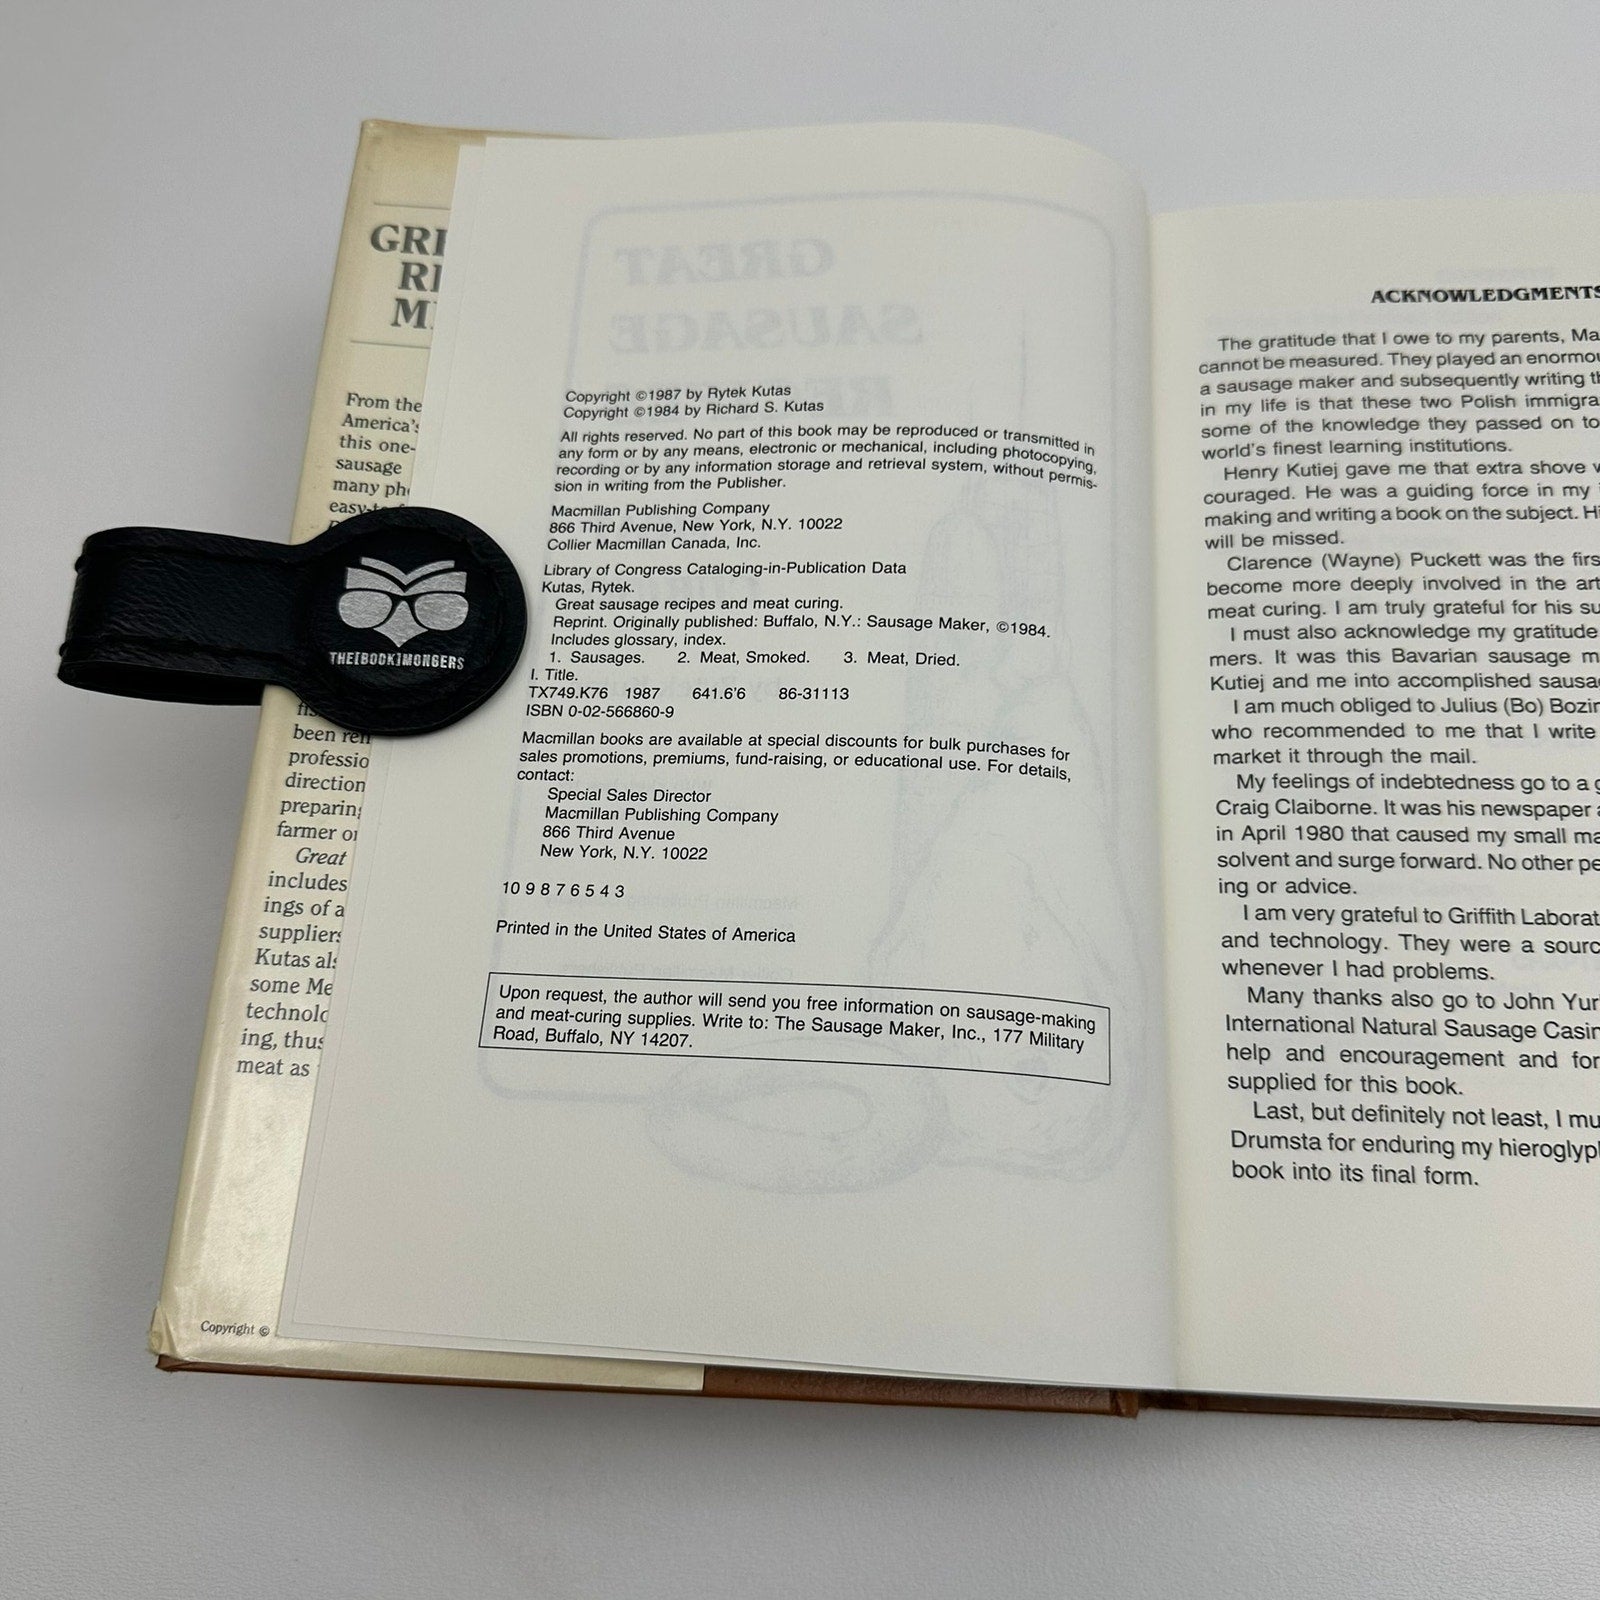 GRE
RE
M
From the
America's
this one-
sausage
many
been
professio
direction
preparing
farmer or
Great
includes
ings of a
suppliers
Kutas als
some Me
technolo
ing, thus
meat as
Copyright ©
THE[BOOK]MONGERS
GREAT
SAUSAGE
Copyright ©1987 by Rytek Kutas
Copyright ©1984 by Richard S. Kutas
All rights reserved. No part of this book may be reproduced or transmitted in
any form or by any means, electronic or mechanical, including photocopying,
recording or by any information storage and retrieval system, without permis-
sion in writing from the Publisher.
Macmillan Publishing Company
866 Third Avenue, New York, N.Y. 10022
Collier Macmillan Canada, Inc.
Library of Congress Cataloging-in-Publication Data
Kutas, Rytek.
Great sausage recipes and meat curing.
Reprint. Originally published: Buffalo, N.Y.: Sausage Maker, ©1984.
Includes glossary, index.
1. Sausages. 2. Meat, Smoked. 3. Meat, Dried.
I. Title.
TX749.K76 1987 641.6'6 86-31113
ISBN 0-02-566860-9
Macmillan books are available at special discounts for bulk purchases for
sales promotions, premiums, fund-raising, or educational use. For details,
contact:
Special Sales Director
Macmillan Publishing Company
866 Third Avenue
New York, N.Y. 10022
10 9 8 7 6 5 4 3
Printed in the United States of America
Upon request, the author will send you free information on sausage-making
and meat-curing supplies. Write to: The Sausage Maker, Inc., 177 Military
Road, Buffalo, NY 14207.
ACKNOWLEDGMENTS
The gratitude that I owe to my parents, Ma
cannot be measured. They played an enormou
a sausage maker and subsequently writing th
in my life is that these two Polish immigra
some of the knowledge they passed on to
world's finest learning institutions.
Henry Kutiej gave me that extra shove w
couraged. He was a guiding force in my
making and writing a book on the subject. Hi
will be missed.
Clarence (Wayne) Puckett was the firs
become more deeply involved in the art
meat curing. I am truly grateful for his su
I must also acknowledge my gratitude
mers. It was this Bavarian sausage m
Kutiej and me into accomplished sausa
I am much obliged to Julius (Bo) Bozin
who recommended to me that I write
market it through the mail.
My feelings of indebtedness go to a g
Craig Claiborne. It was his newspaper a
in April 1980 that caused my small ma
solvent and surge forward. No other pe
ing or advice.
I am very grateful to Griffith Laborat
and technology. They were a sourc
whenever I had problems.
Many thanks also go to John Yur
International Natural Sausage Casin
help and encouragement and for
supplied for this book.
Last, but definitely not least, I mu
Drumsta for enduring my hieroglyph
book into its final form.